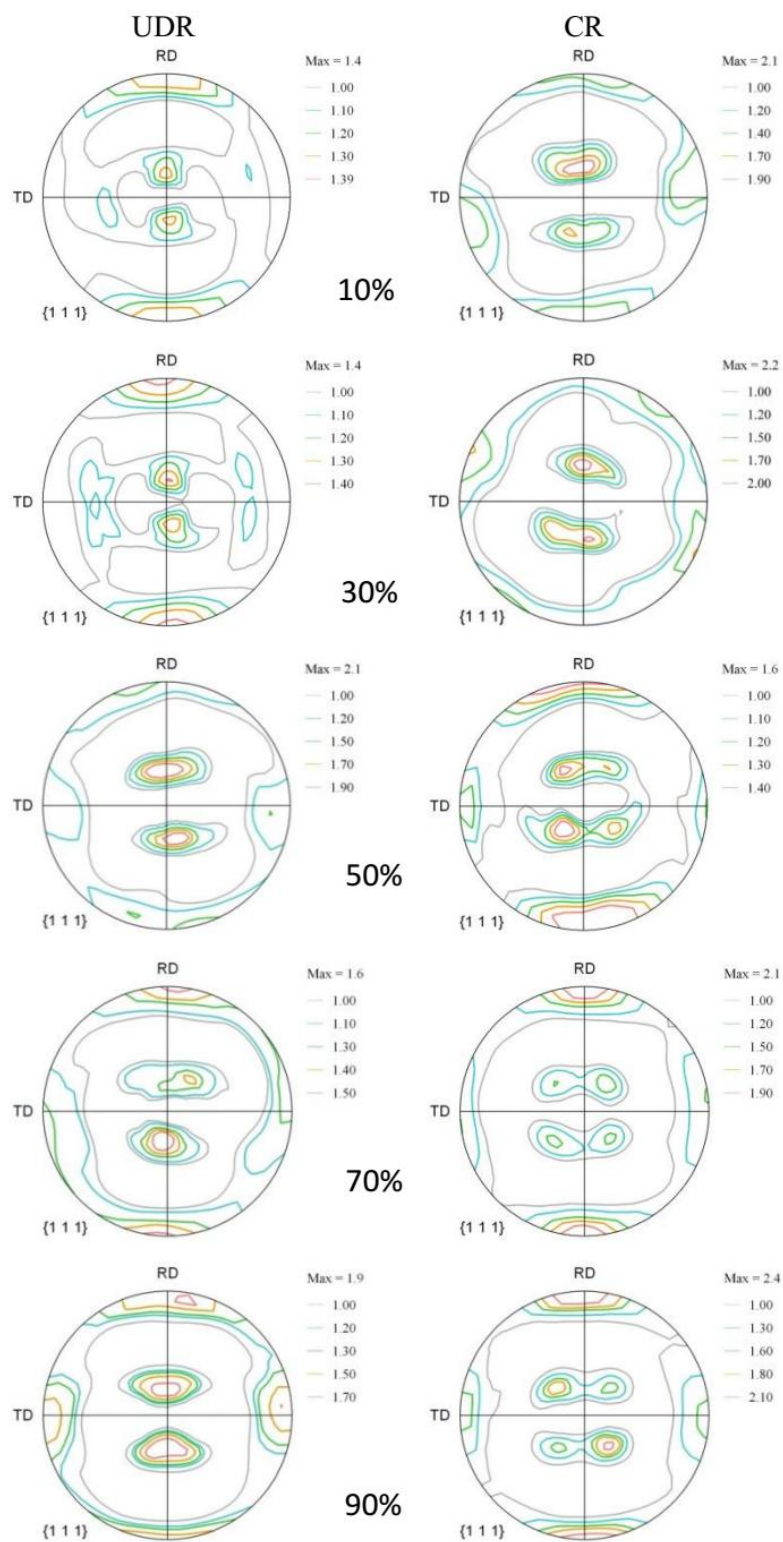 UDR CR
RD RD
Max = 1.4 Max = 2.1
1.00 1.00
1.10 1.20
1.20 1.40
1.30 1.70
1.39 1.90
TD TD
10%
{1 1 1} {1 1 1}
RD RD
Max = 1.4 Max = 2.2
1.00 1.00
1.10 1.20
1.20 1.50
1.30 1.70
1.40 2.00
TD TD
30%
{1 1 1} {1 1 1}
RD RD
Max = 2.1 Max = 1.6
1.00 1.00
1.20 1.10
1.50 1.20
1.70 1.30
1.90 1.40
TD TD
50%
{1 1 1} {1 1 1}
RD RD
Max = 1.6 Max = 2.1
1.00 1.00
1.10 1.20
1.30 1.50
1.40 1.70
1.50 1.90
TD TD
70%
{1 1 1} {1 1 1}
RD RD
Max = 1.9 Max = 2.4
1.00 1.00
1.20 1.30
1.30 1.60
1.50 1.80
1.70 2.10
TD TD
90%
{1 1 1} {1 1 1}